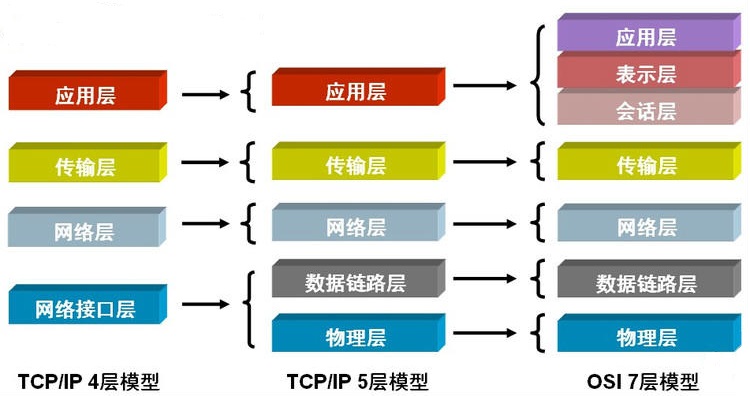 应用层
传输层
网络层
网络接口层
TCP/IP 4层模型
应用层
传输层
网络层
数据链路层
物理层
TCP/IP 5层模型
应用层
表示层
会话层
传输层
网络层
数据链路层
物理层
OSI 7层模型